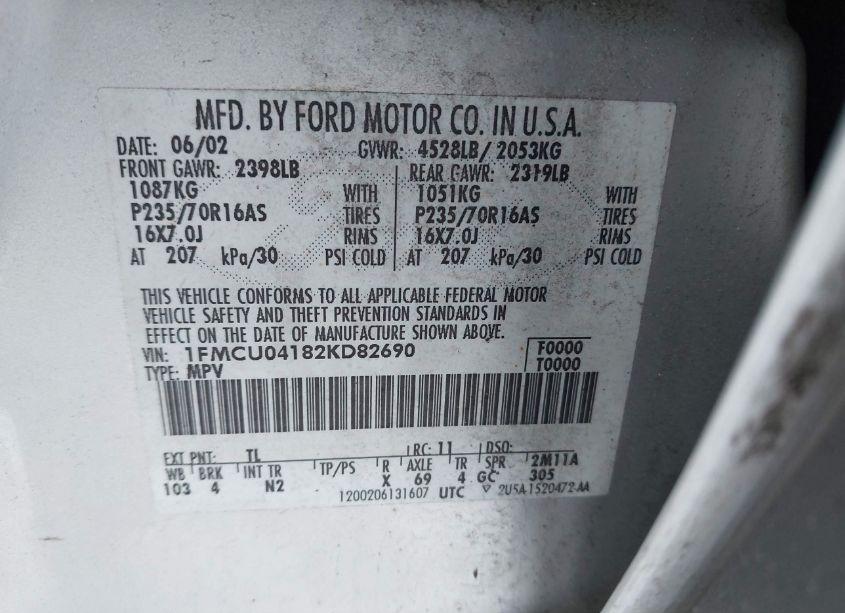 MFD. BY FORD MOTOR CO. IN U.S.A.
DATE: 06/02 GVWR: 4528LB/ 2053KG
FRONT GAWR: 2398LB REAR GAWR: 2319LB
1087KG WITH 1051KG WITH
P235/70R16AS TIRES P235/70R16AS TIRES
16X7.0J RIMS 16X7.0J RIMS
AT 207 kPa/30 PSI COLD AT 207 kPa/30 PSI COLD
THIS VEHICLE CONFORMS TO ALL APPLICABLE FEDERAL MOTOR
VEHICLE SAFETY AND THEFT PREVENTION STANDARDS IN
EFFECT ON THE DATE OF MANUFACTURE SHOWN ABOVE.
VIN: 1FMCU04182KD82690 F0000
TYPE: MPV T0000
EXT PNT: TL RC: 11 DSO:
WB BRK INT TR TP/PS R AXLE TR SPR 2M11A
103 4 N2 X 69 4 GC 305
1200206131607 UTC ▽ 2U5A-1520472-AA